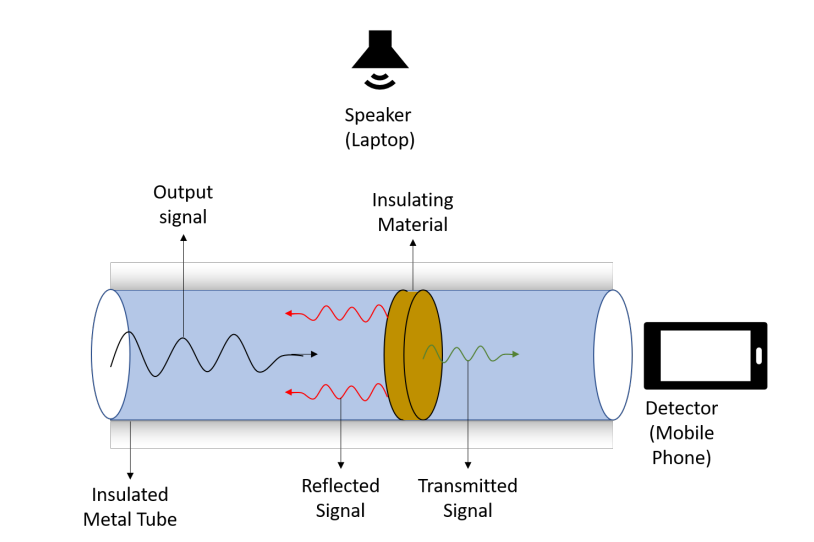 Speaker
(Laptop)
Output
signal
Insulating
Material
Detector
(Mobile
Phone)
Insulated
Metal Tube
Reflected
Signal
Transmitted
Signal